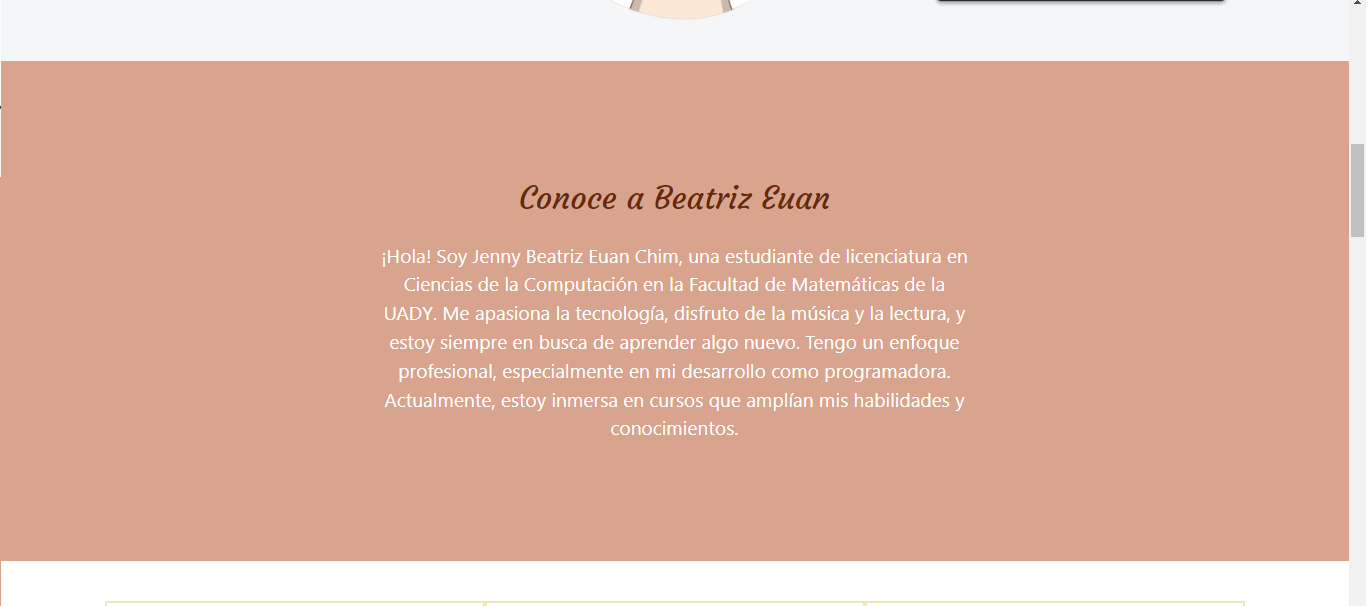 Conoce a Beatriz Euan
¡Hola! Soy Jenny Beatriz Euan Chim, una estudiante de licenciatura en
Ciencias de la Computación en la Facultad de Matemáticas de la
UADY. Me apasiona la tecnología, disfruto de la música y la lectura, y
estoy siempre en busca de aprender algo nuevo. Tengo un enfoque
profesional, especialmente en mi desarrollo como programadora.
Actualmente, estoy inmersa en cursos que amplían mis habilidades y
conocimientos.